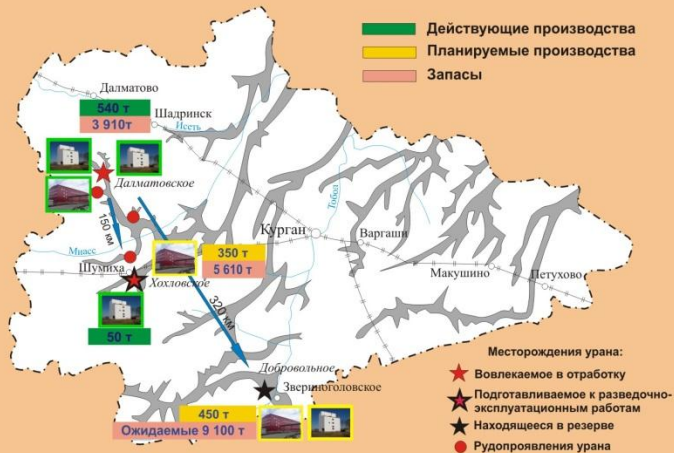 Действующие производства
Планируемые производства
Запасы
Далматово
540 т
3 910т
Шадринск
Исеть
Далматовское
150 км
Миасс
Шумиха
Хохловское
350 т
5 610 т
50 т
320 км
Тобол
Курган
Варгаши
Макушино
Петухово
Добровольное
Звериноголовское
450 т
Ожидаемые 9 100 т
Месторождения урана:
Вовлекаемое в отработку
Подготавливаемое к разведочно-
эксплуатационным работам
Находящееся в резерве
Рудопроявления урана